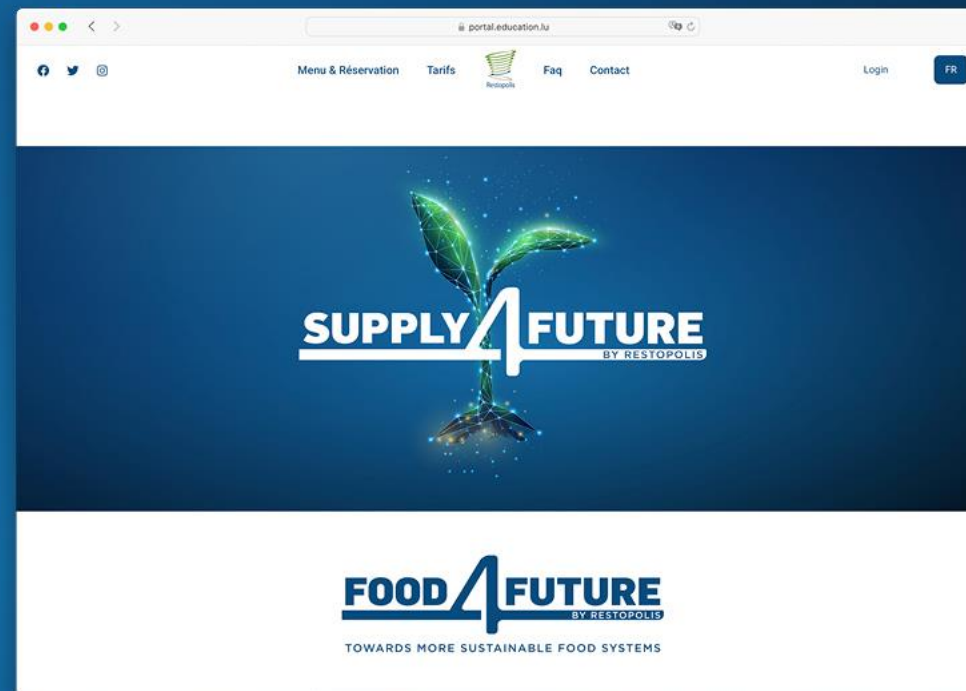 portal.education.lu
Menu & Réservation Tarifs Restopolis Faq Contact Login FR
SUPPLY4FUTURE
BY RESTOPOLIS
FOOD4FUTURE
BY RESTOPOLIS
TOWARDS MORE SUSTAINABLE FOOD SYSTEMS